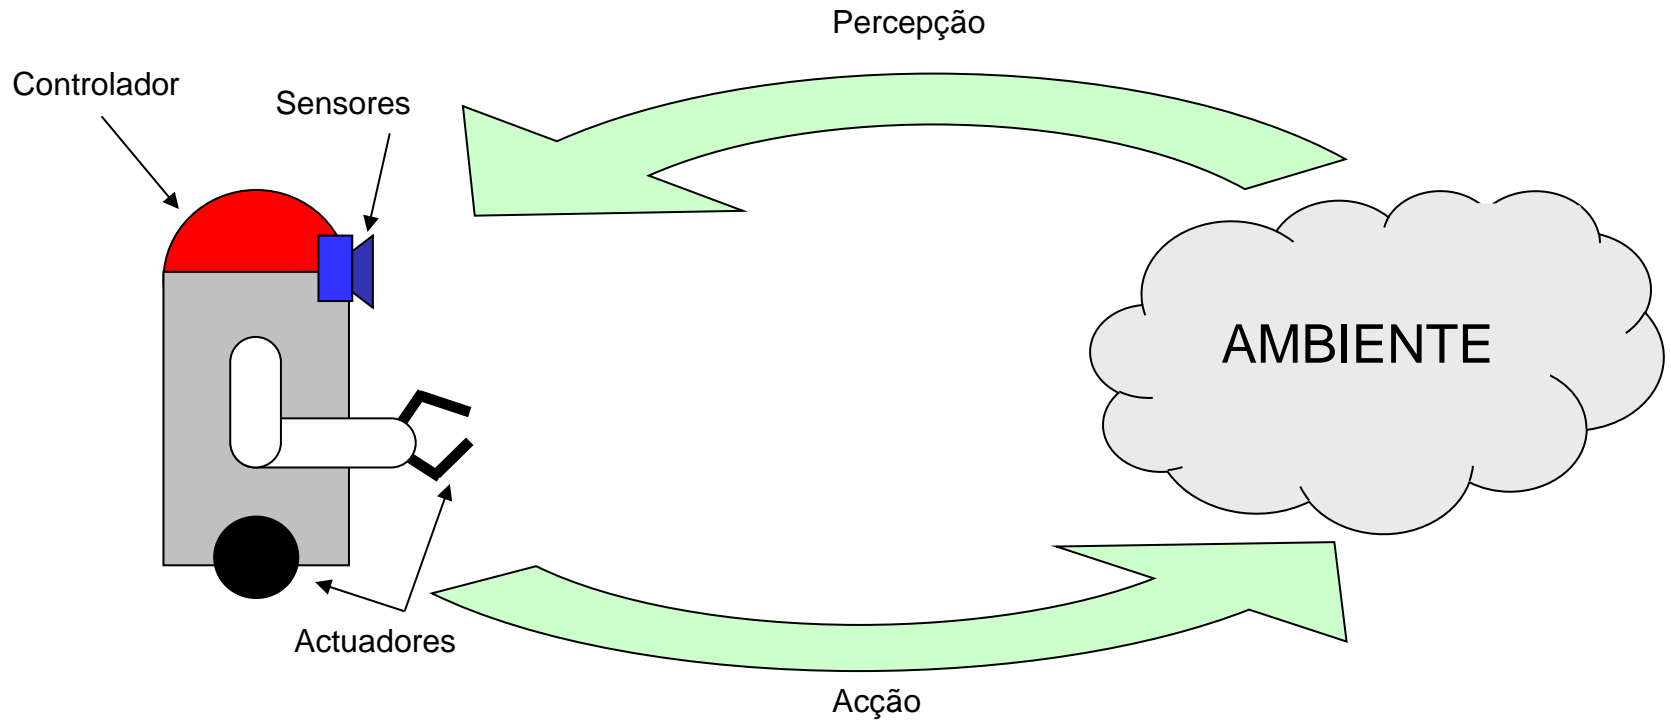 Percepção
Controlador
Sensores
AMBIENTE
Actuadores
Acção